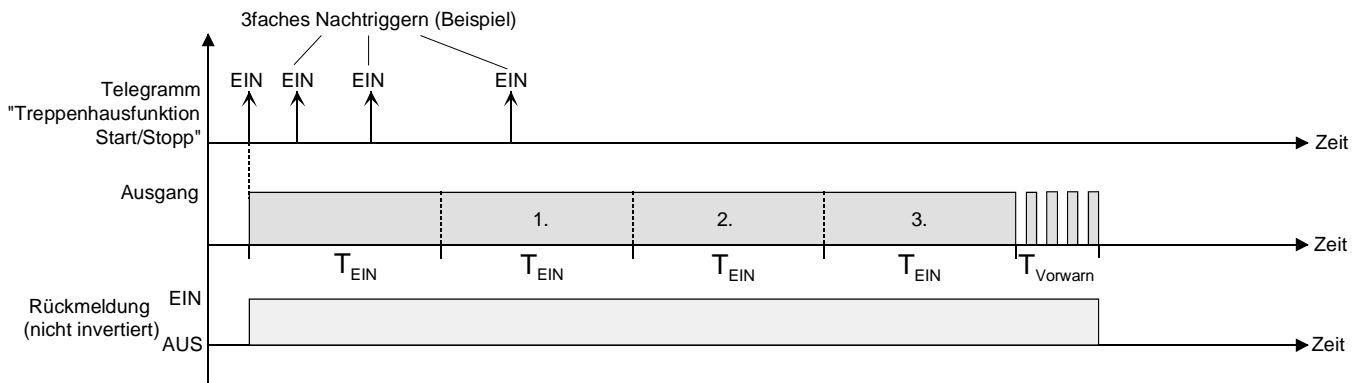 3faches Nachtriggern (Beispiel)
EIN EIN EIN EIN
Telegramm
"Treppenhausfunktion
Start/Stopp"
Zeit
Ausgang
1. 2. 3.
Zeit
TEIN TEIN TEIN TEIN TVorwarn
EIN
Rückmeldung
(nicht invertiert)
AUS
Zeit